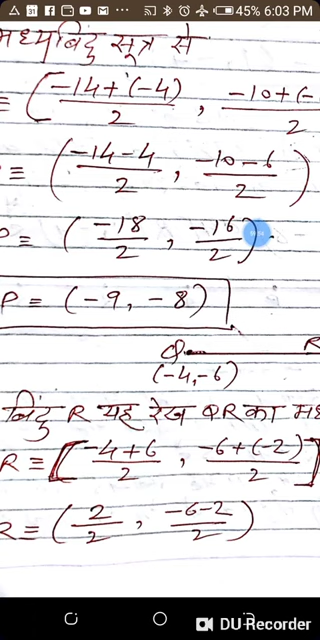 45% 6:03 PM
मध्यबिंदु सूत्र से
≡ (-14+(-4)/2 , -10+(-/2
≡ (-14-4/2 , -10-6/2)
P ≡ (-18/2 , -16/2)
P ≡ (-9, -8)
Q R
(-4,-6)
बिंदु R यह रेख QR का मध
R ≡ [-4+6/2 , -6+(-2)/2]
R ≡ (2/2 , -6-2/2)
DU-Recorder